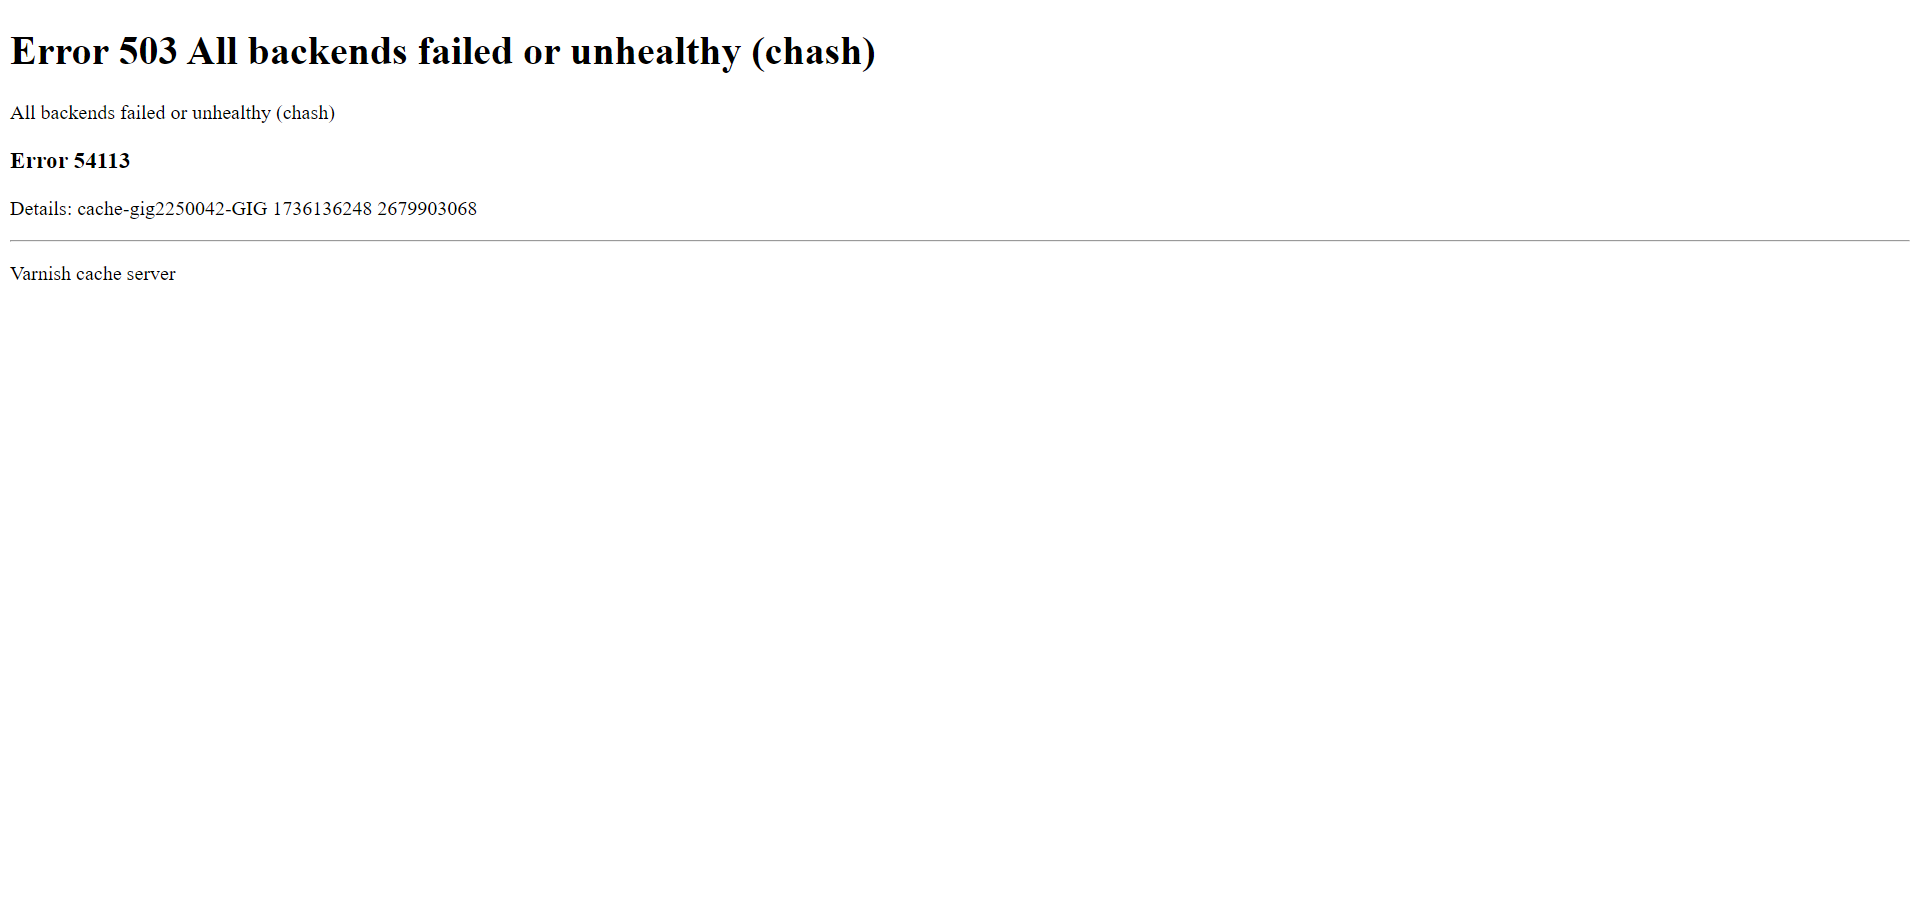 Error 503 All backends failed or unhealthy (chash)
All backends failed or unhealthy (chash)
Error 54113
Details: cache-gig2250042-GIG 1736136248 2679903068
Varnish cache server